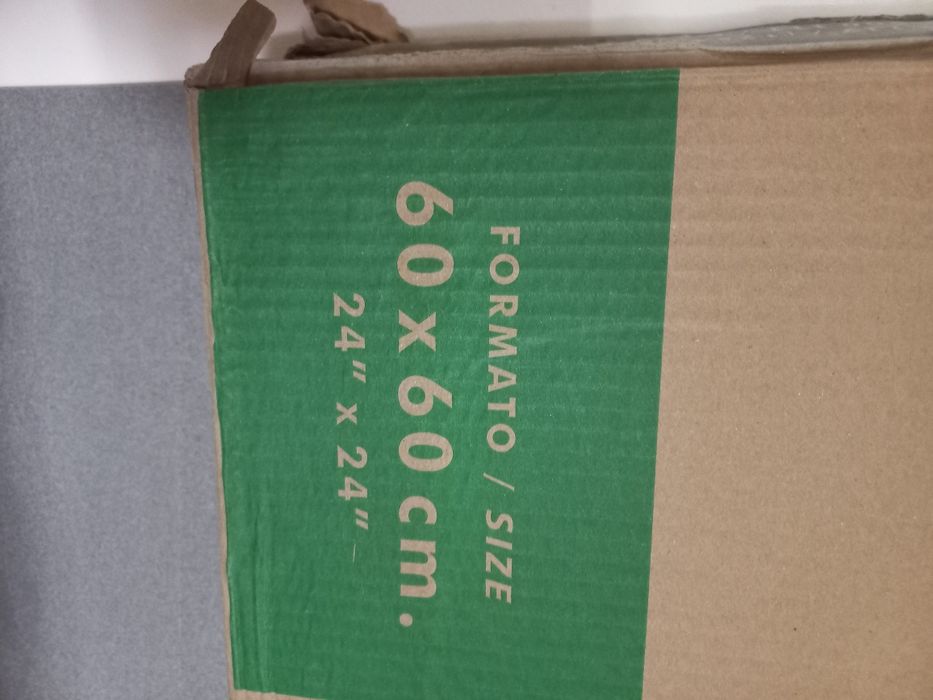 FORMATO / SIZE
60 x 60 cm.
24" x 24"